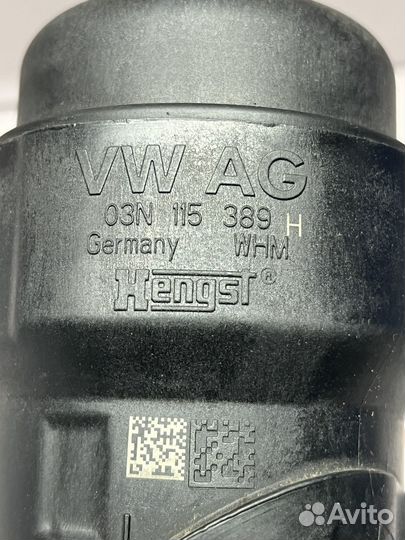 VW AG
03N 115 389 H
Germany WHM
Hengst®
Avito